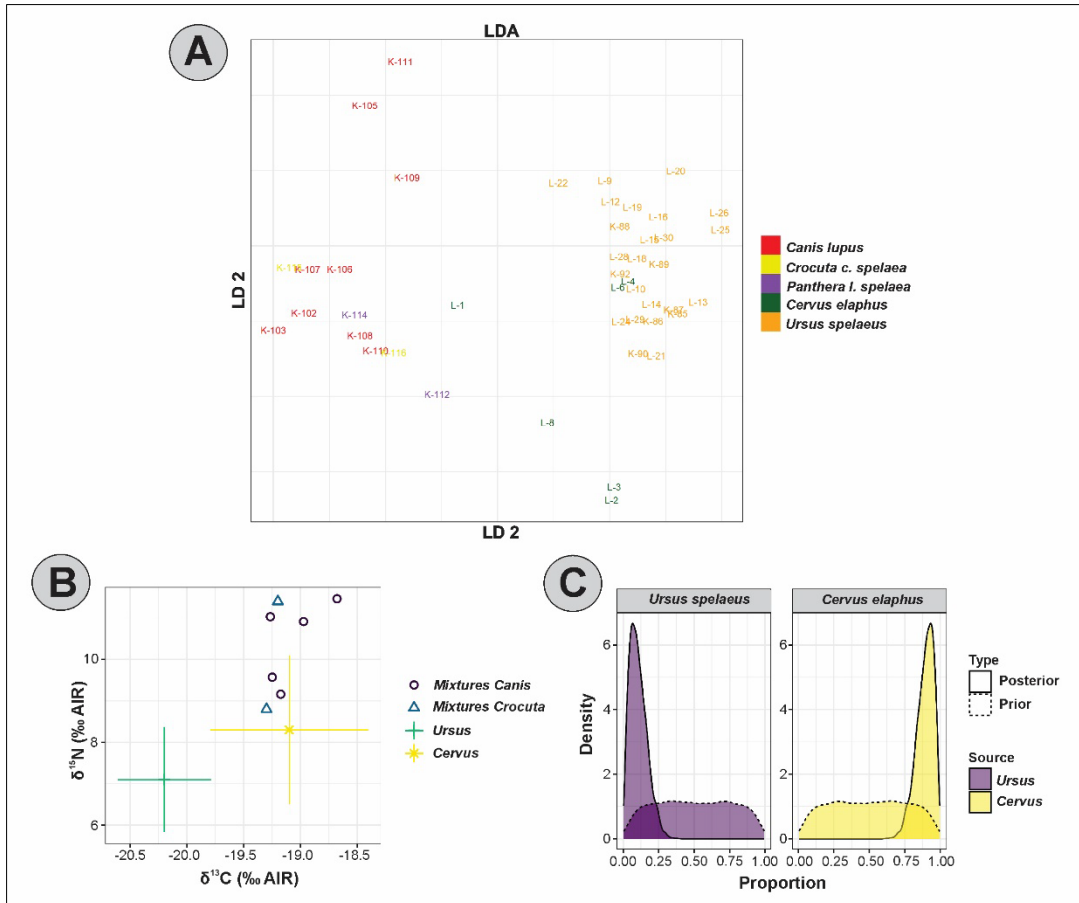 A
LDA
K-111
K-105
K-109
L-22
L-9
L-20
L-12
L-19
L-16
L-26
K-88
L-25
L-30
K-107
K-106
L-28
L-18
K-89
K-92
L-4
L-6
L-10
L-1
L-14
L-13
K-87
K-102
K-114
L-24
L-29
K-86
K-103
K-108
K-110
K-116
K-90
L-21
K-112
L-8
L-3
L-2
LD 2
LD 2
Canis lupus
Crocuta c. spelaea
Panthera l. spelaea
Cervus elaphus
Ursus spelaeus
B
10
8
6
-20.5 -20.0 -19.5 -19.0 -18.5
δ¹⁵N (‰ AIR)
δ¹³C (‰ AIR)
Mixtures Canis
Mixtures Crocuta
Ursus
Cervus
C
Ursus spelaeus
Cervus elaphus
6
4
2
0
Density
0.00 0.25 0.50 0.75 1.00
0.00 0.25 0.50 0.75 1.00
Proportion
Type
Posterior
Prior
Source
Ursus
Cervus